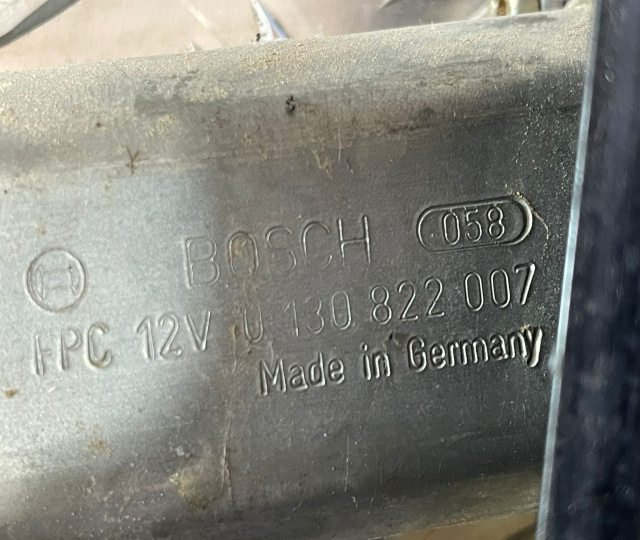 BOSCH 058
FPC 12V 0 130 822 007
Made in Germany